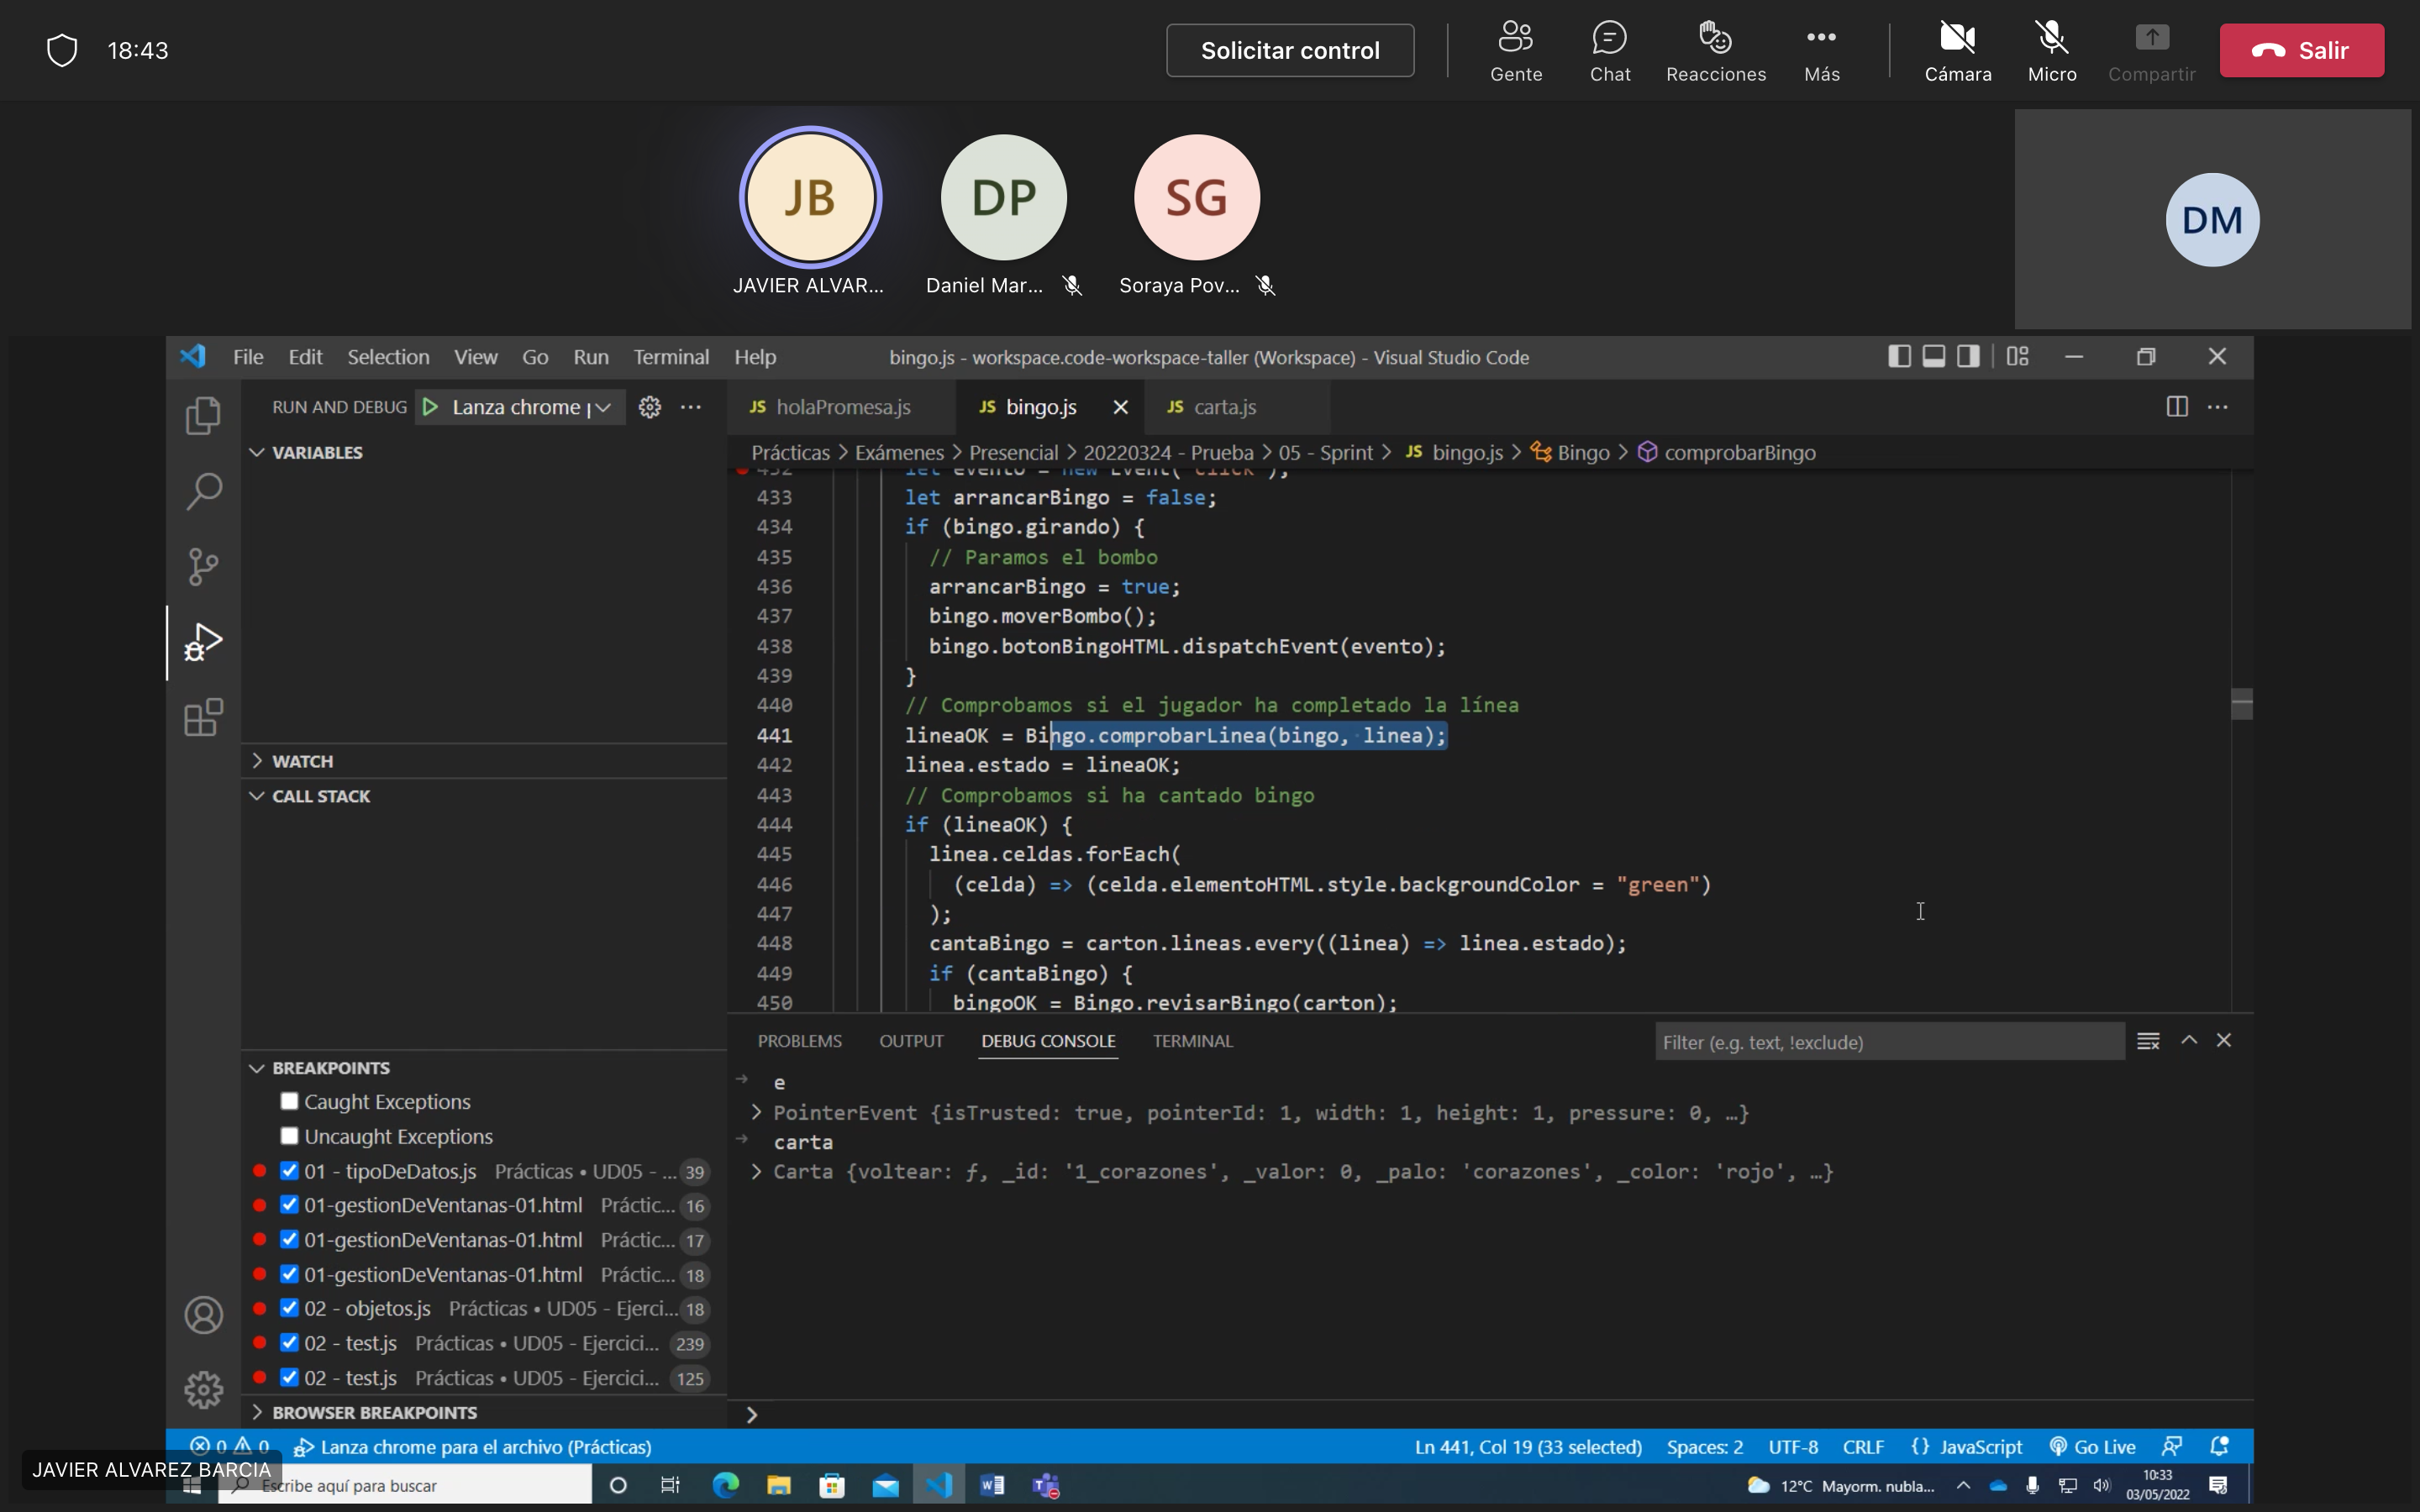 18:43
Solicitar control
Gente
Chat
Reacciones
Más
Cámara
Micro
Compartir
Salir
JB
DP
SG
DM
JAVIER ALVAR...
Daniel Mar...
Soraya Pov...
File Edit Selection View Go Run Terminal Help
bingo.js - workspace.code-workspace-taller (Workspace) - Visual Studio Code
RUN AND DEBUG
Lanza chrome p
JS holaPromesa.js
JS bingo.js
JS carta.js
Prácticas > Exámenes > Presencial > 20220324 - Prueba > 05 - Sprint > JS bingo.js > Bingo > comprobarBingo
VARIABLES
WATCH
CALL STACK
432 let evento = new Event("click");
433 let arrancarBingo = false;
434 if (bingo.girando) {
435 // Paramos el bombo
436 arrancarBingo = true;
437 bingo.moverBombo();
438 bingo.botonBingoHTML.dispatchEvent(evento);
439 }
440 // Comprobamos si el jugador ha completado la línea
441 lineaOK = Bingo.comprobarLinea(bingo, linea);
442 linea.estado = lineaOK;
443 // Comprobamos si ha cantado bingo
444 if (lineaOK) {
445 linea.celdas.forEach(
446 (celda) => (celda.elementoHTML.style.backgroundColor = "green")
447 );
448 cantaBingo = carton.lineas.every((linea) => linea.estado);
449 if (cantaBingo) {
450 bingoOK = Bingo.revisarBingo(carton);
PROBLEMS OUTPUT DEBUG CONSOLE TERMINAL
Filter (e.g. text, !exclude)
e
> PointerEvent {isTrusted: true, pointerId: 1, width: 1, height: 1, pressure: 0, …}
carta
> Carta {voltear: ƒ, _id: '1_corazones', _valor: 0, _palo: 'corazones', _color: 'rojo', …}
BREAKPOINTS
Caught Exceptions
Uncaught Exceptions
01 - tipoDeDatos.js Prácticas • UD05 - ... 39
01-gestionDeVentanas-01.html Práctic... 16
01-gestionDeVentanas-01.html Práctic... 17
01-gestionDeVentanas-01.html Práctic... 18
02 - objetos.js Prácticas • UD05 - Ejerci... 18
02 - test.js Prácticas • UD05 - Ejercici... 239
02 - test.js Prácticas • UD05 - Ejercici... 125
BROWSER BREAKPOINTS
0 0 Lanza chrome para el archivo (Prácticas)
Ln 441, Col 19 (33 selected) Spaces: 2 UTF-8 CRLF {} JavaScript Go Live
JAVIER ALVAREZ BARCIA
Escribe aquí para buscar
12°C Mayorm. nubla...
10:33
03/05/2022